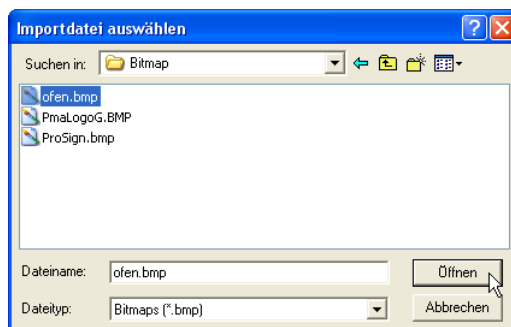 Importdatei auswählen
Suchen in: Bitmap
ofen.bmp
PmaLogoG.BMP
ProSign.bmp
Dateiname: ofen.bmp Öffnen
Dateityp: Bitmaps (*.bmp) Abbrechen